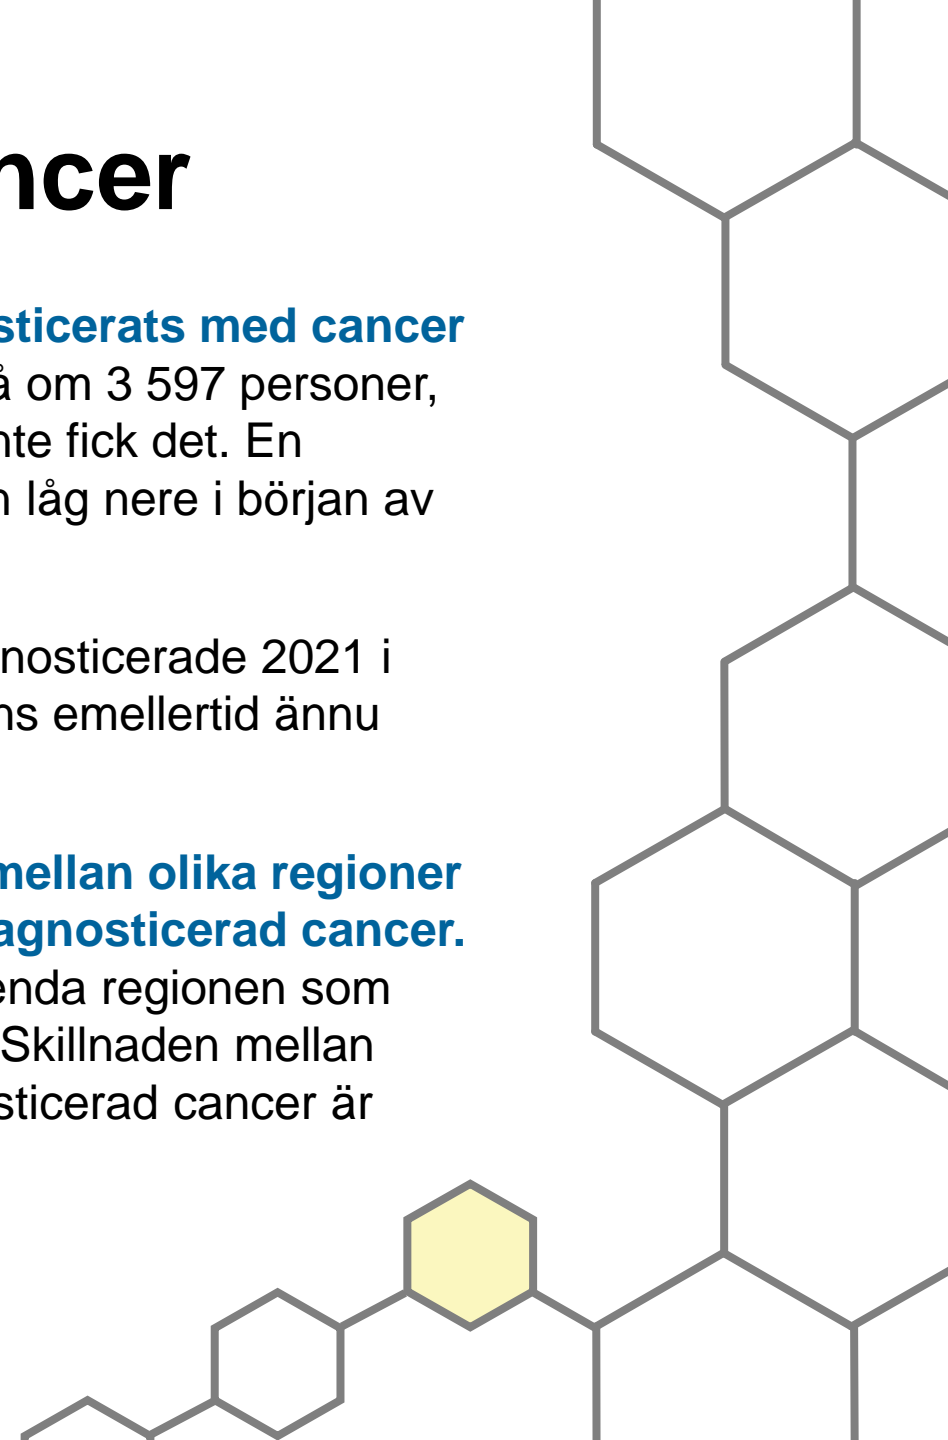 ncer
sticerats med cancer
å om 3 597 personer,
nte fick det. En
n låg nere i början av
nosticerade 2021 i
ns emellertid ännu
mellan olika regioner
agnosticerad cancer.
enda regionen som
Skillnaden mellan
sticerad cancer är